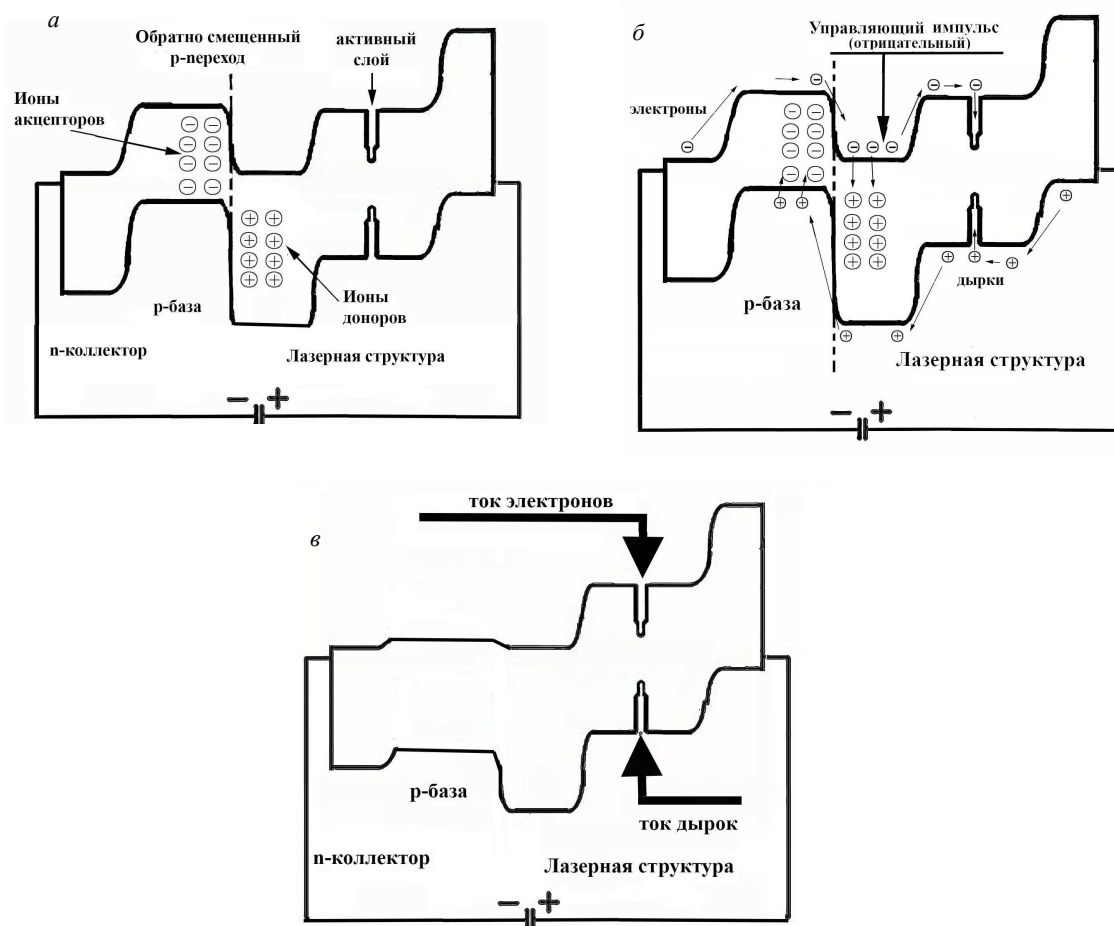 а
Обратно смещенный
p-nереход
активный
слой
Ионы
акцепторов
Ионы
доноров
p-база
n-коллектор
Лазерная структура
− +
б
Управляющий импульс
(отрицательный)
электроны
дырки
p-база
Лазерная структура
− +
в
ток электронов
p-база
ток дырок
n-коллектор
Лазерная структура
− +